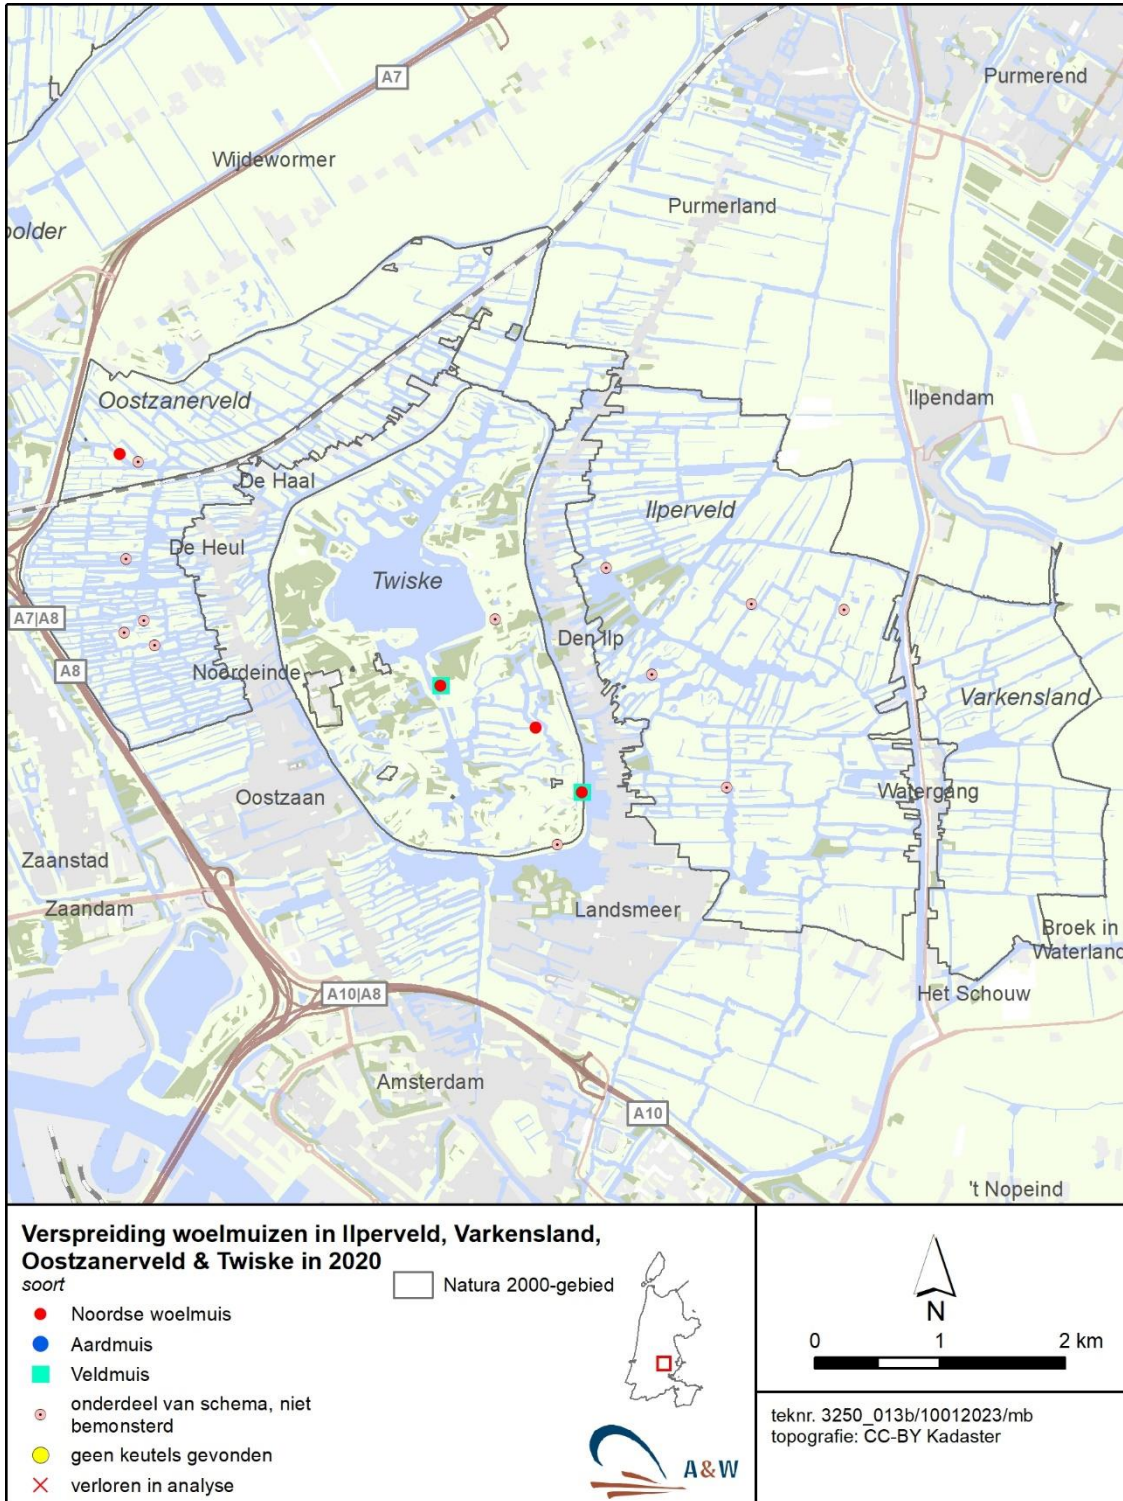 Purmerend
A7
Wijdewormer
Purmerland
polder
Oostzanerveld
Ilpendam
De Haal
Ilperveld
De Heul
Twiske
A7|A8
Den Ilp
A8
Noordeinde
Varkensland
Oostzaan
Watergang
Zaanstad
Zaandam
Landsmeer
Broek in
Waterland
A10|A8
Het Schouw
Amsterdam
A10
't Nopeind
Verspreiding woelmuizen in Ilperveld, Varkensland,
Oostzanerveld & Twiske in 2020
soort
Natura 2000-gebied
Noordse woelmuis
Aardmuis
Veldmuis
onderdeel van schema, niet
bemonsterd
geen keutels gevonden
verloren in analyse
A&W
N
0 1 2 km
teknr. 3250_013b/10012023/mb
topografie: CC-BY Kadaster